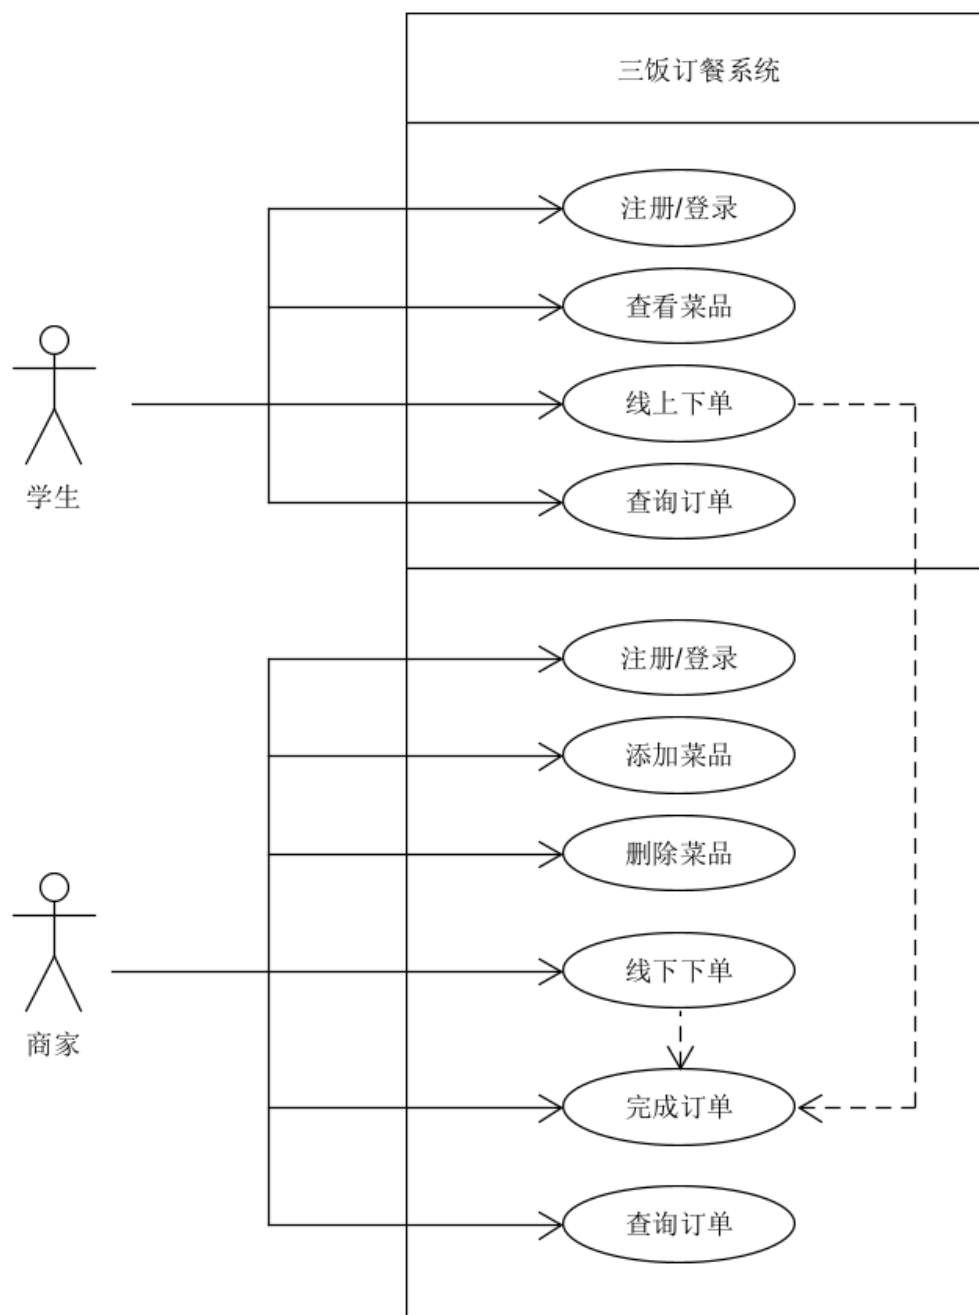 三饭订餐系统
注册/登录
查看菜品
线上下单
查询订单
学生
注册/登录
添加菜品
删除菜品
线下下单
商家
完成订单
查询订单